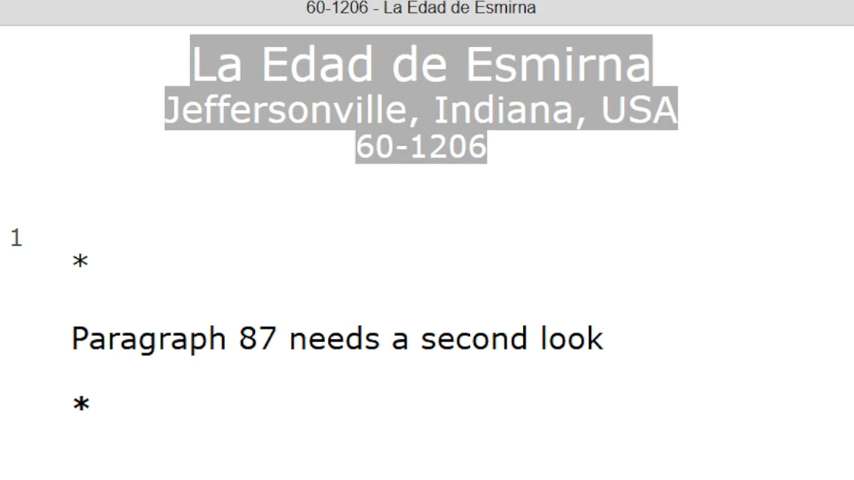 60-1206 - La Edad de Esmirna
La Edad de Esmirna
Jeffersonville, Indiana, USA
60-1206
1
*
Paragraph 87 needs a second look
*